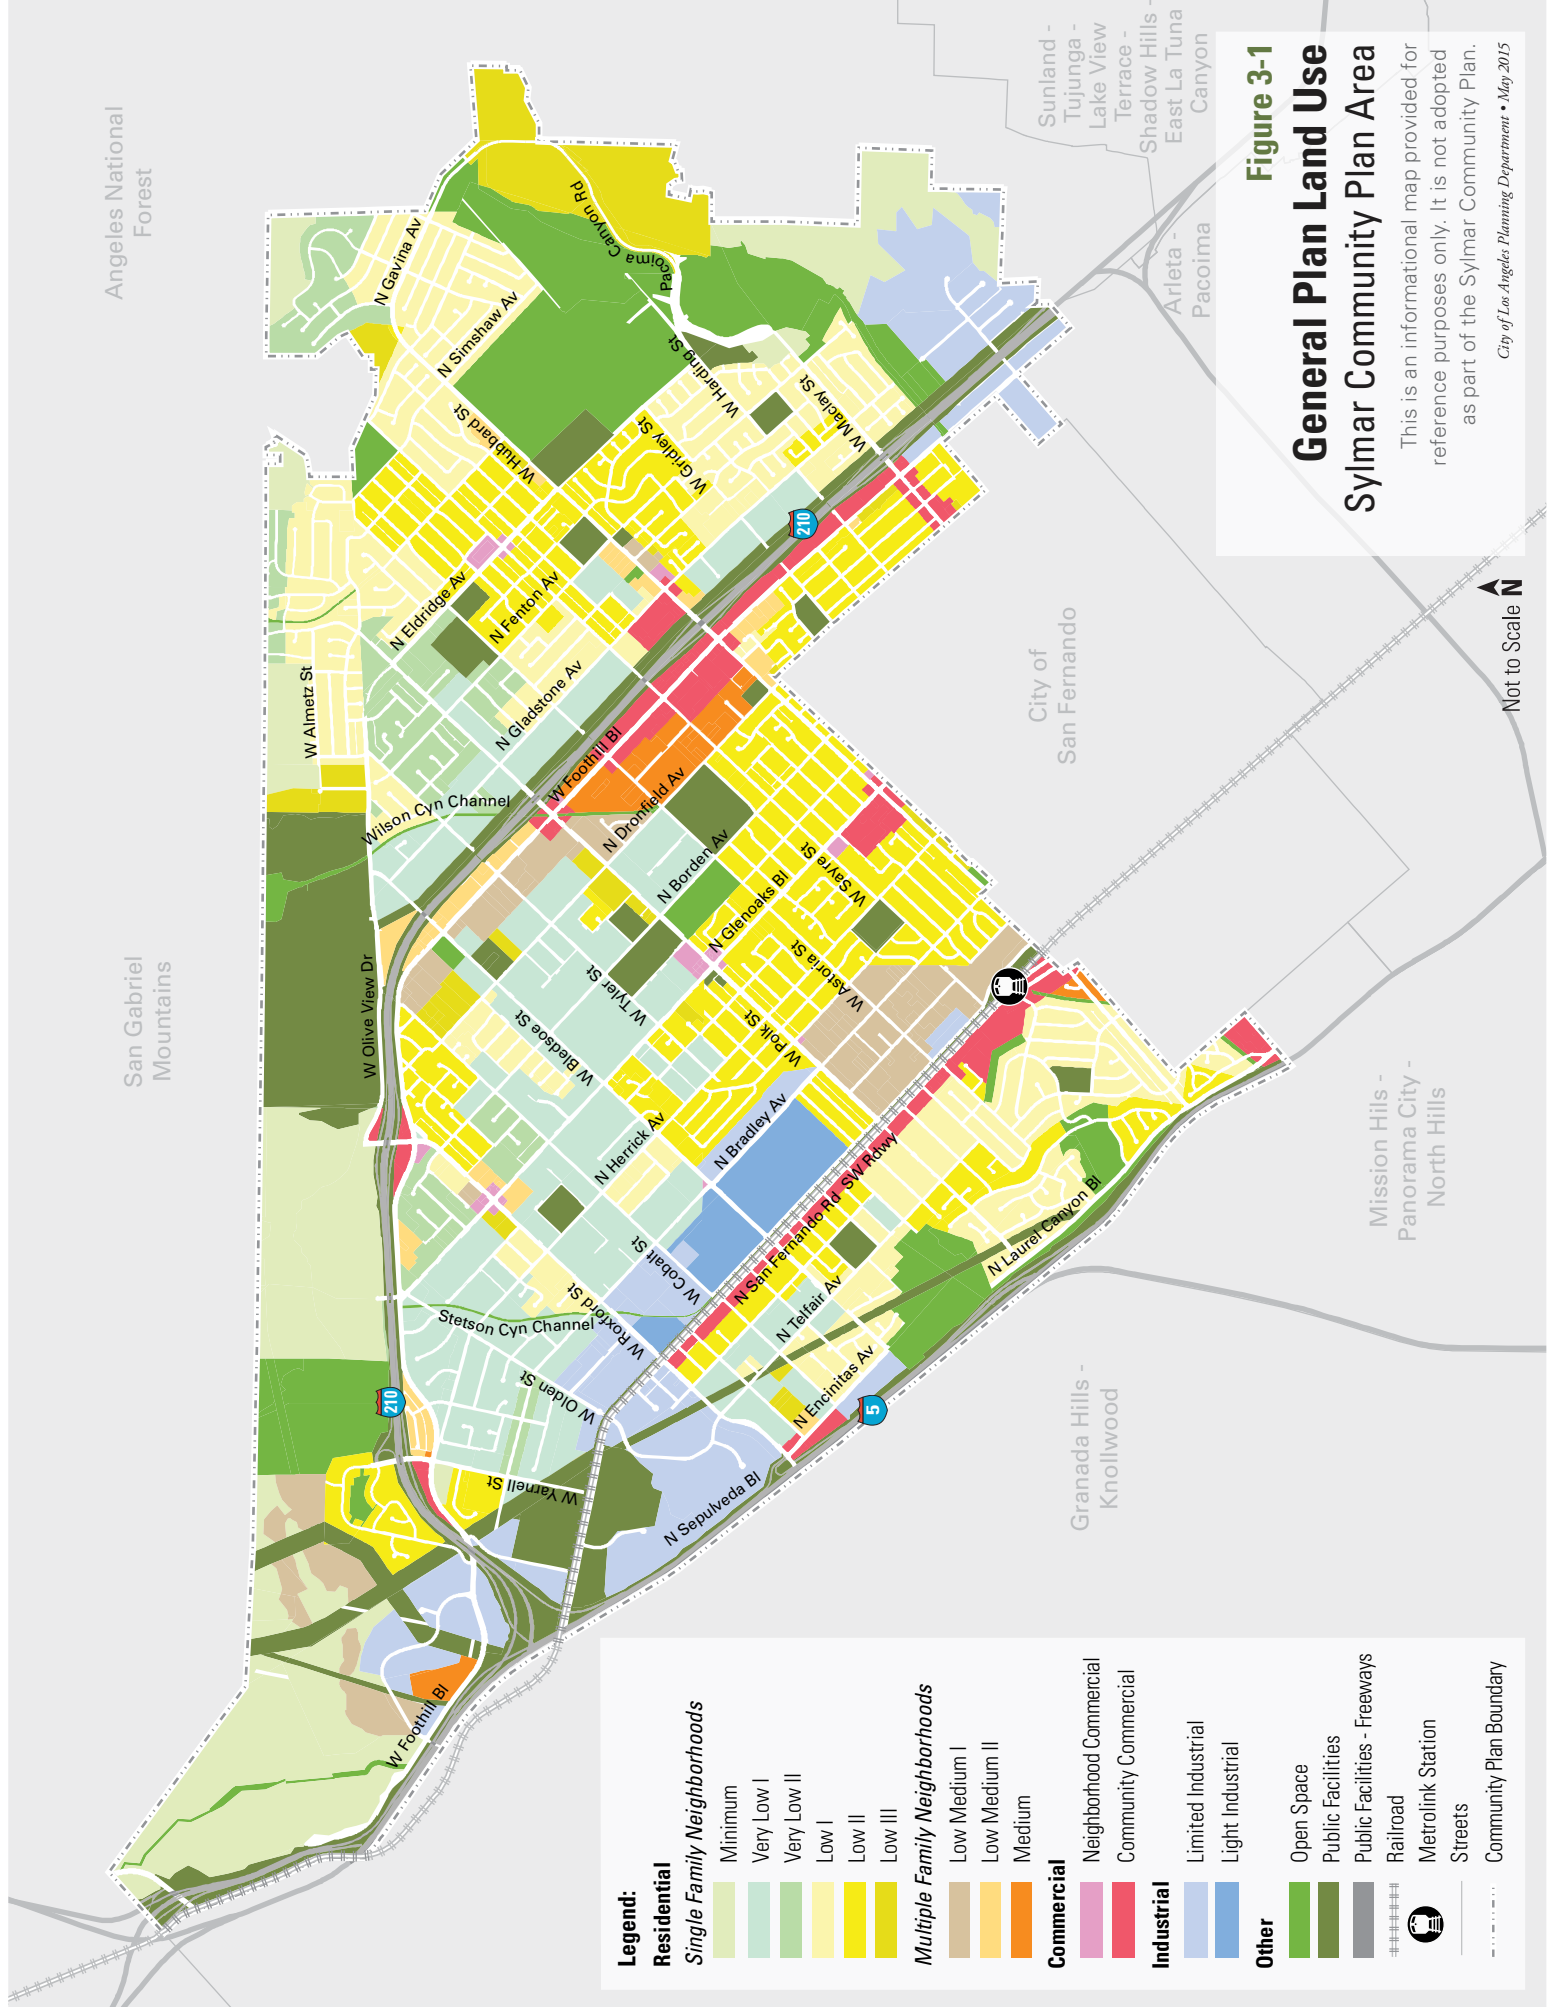 Figure 3-1
General Plan Land Use
Sylmar Community Plan Area
This is an informational map provided for
reference purposes only. It is not adopted
as part of the Sylmar Community Plan.
City of Los Angeles Planning Department • May 2015
Not to Scale
N
Angeles National
Forest
San Gabriel
Mountains
Sunland -
Tujunga -
Lake View
Terrace -
Shadow Hills -
East La Tuna
Canyon
Arleta -
Pacoima
City of
San Fernando
Mission Hils -
Panorama City -
North Hills
Granada Hills -
Knollwood
W Foothill Bl
W Yarnell St
W Olden St
Stetson Cyn Channel
W Roxford St
W Cobalt St
N Sepulveda Bl
N Encinitas Av
N Telfair Av
N San Fernando Rd
SW Rdwy
N Laurel Canyon Bl
N Herrick Av
N Bradley Av
W Bledsoe St
W Tyler St
W Polk St
W Astoria St
W Sayre St
W Olive View Dr
N Borden Av
N Glenoaks Bl
N Dronfield Av
W Foothill Bl
Wilson Cyn Channel
W Almetz St
N Gladstone Av
N Fenton Av
N Eldridge Av
W Hubbard St
N Simshaw Av
N Gavina Av
W Gridley St
W Harding St
W Maclay St
Pacoima Canyon Rd
210
210
5
Legend:
Residential
Single Family Neighborhoods
Minimum
Very Low I
Very Low II
Low I
Low II
Low III
Multiple Family Neighborhoods
Low Medium I
Low Medium II
Medium
Commercial
Neighborhood Commercial
Community Commercial
Industrial
Limited Industrial
Light Industrial
Other
Open Space
Public Facilities
Public Facilities - Freeways
Railroad
Metrolink Station
Streets
Community Plan Boundary